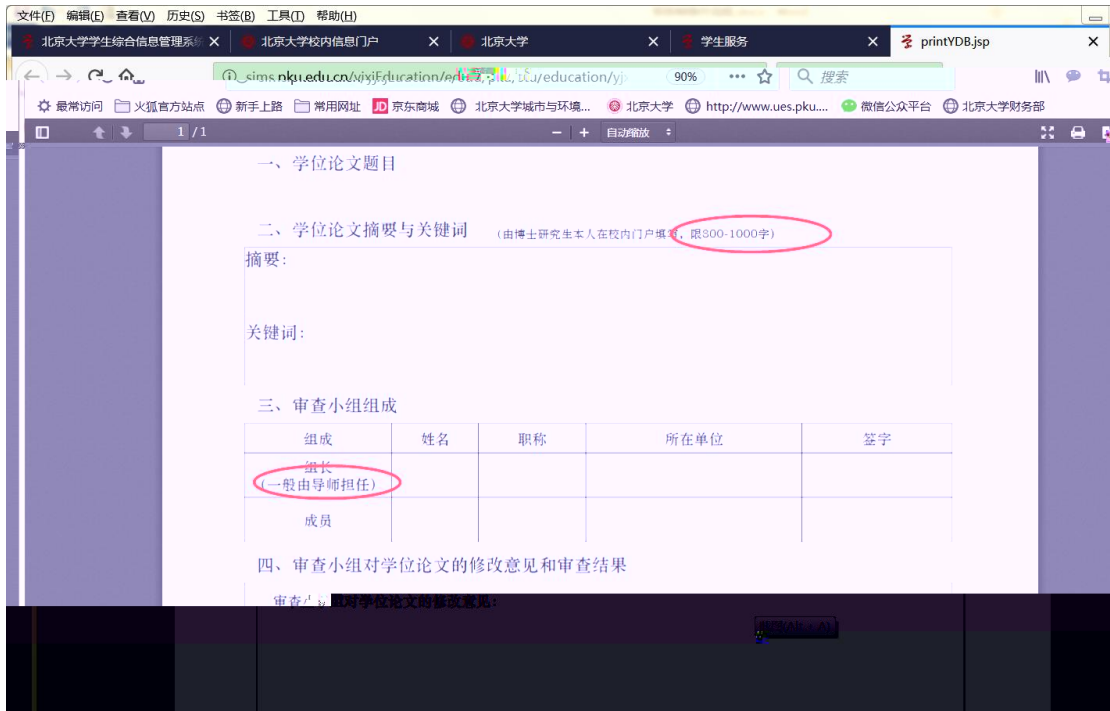 文件(F) 编辑(E) 查看(V) 历史(S) 书签(B) 工具(T) 帮助(H)
北京大学学生综合信息管理系统 北京大学校内信息门户 北京大学 学生服务 printYDB.jsp
90% 搜索
最常访问 火狐官方站点 新手上路 常用网址 JD 京东商城 北京大学城市与环境... 北京大学 http://www.ues.pku.... 微信公众平台 北京大学财务部
1 / 1 自动缩放
一、学位论文题目
二、学位论文摘要与关键词 (由博士研究生本人在校内门户填写，限800-1000字)
摘要:
关键词:
三、审查小组组成
组成 姓名 职称 所在单位 签字
组长
(一般由导师担任)
成员
四、审查小组对学位论文的修改意见和审查结果
审查小组对学位论文的修改意见: